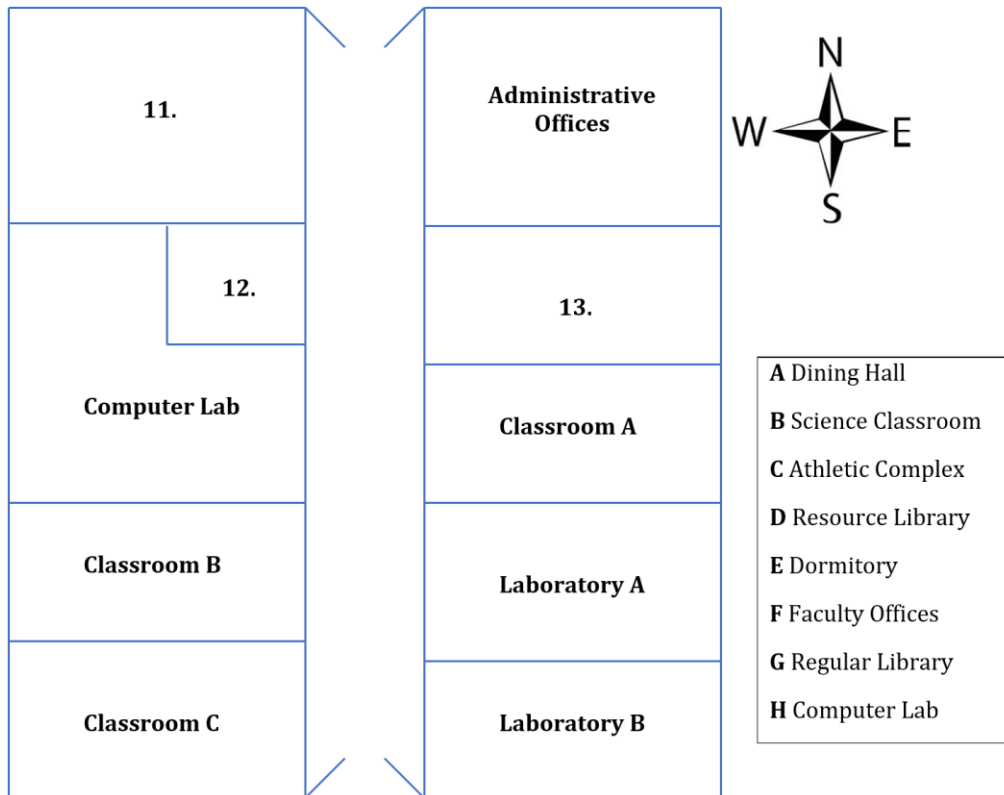 11.
Administrative
Offices
N
W
E
S
12.
13.
Computer Lab
Classroom A
Classroom B
Laboratory A
Classroom C
Laboratory B
A Dining Hall
B Science Classroom
C Athletic Complex
D Resource Library
E Dormitory
F Faculty Offices
G Regular Library
H Computer Lab